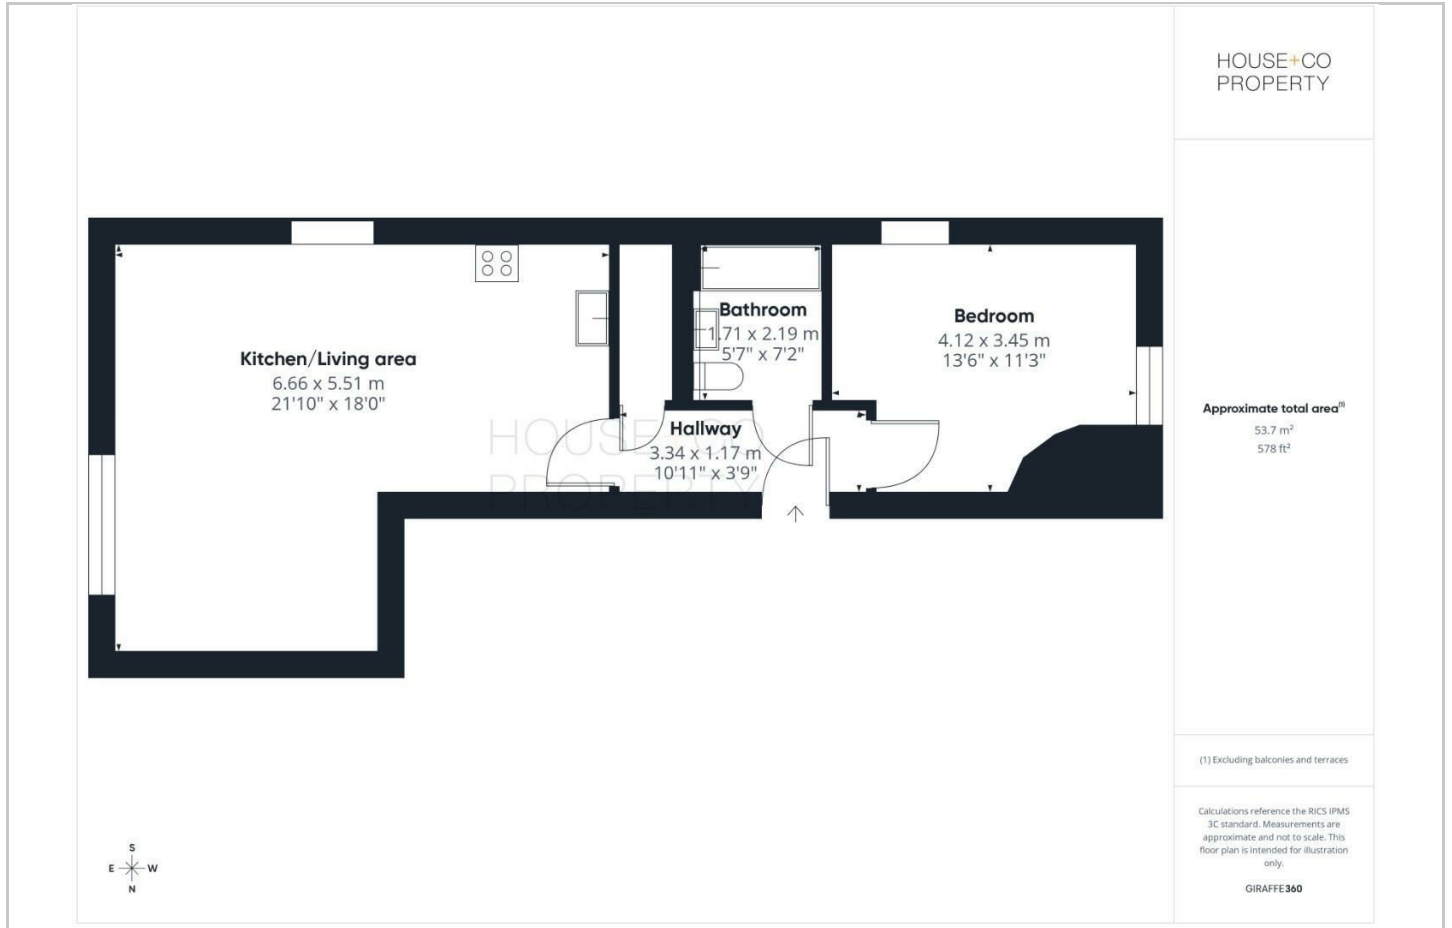 HOUSE+CO
PROPERTY
Kitchen/Living area
6.66 x 5.51 m
21'10" x 18'0"
Bathroom
1.71 x 2.19 m
5'7" x 7'2"
Bedroom
4.12 x 3.45 m
13'6" x 11'3"
HOUSE+CO
PROPERTY
Hallway
3.34 x 1.17 m
10'11" x 3'9"
Approximate total area(1)
53.7 m²
578 ft²
(1) Excluding balconies and terraces
Calculations reference the RICS IPMS
3C standard. Measurements are
approximate and not to scale. This
floor plan is intended for illustration
only.
GIRAFFE360
S
E W
N